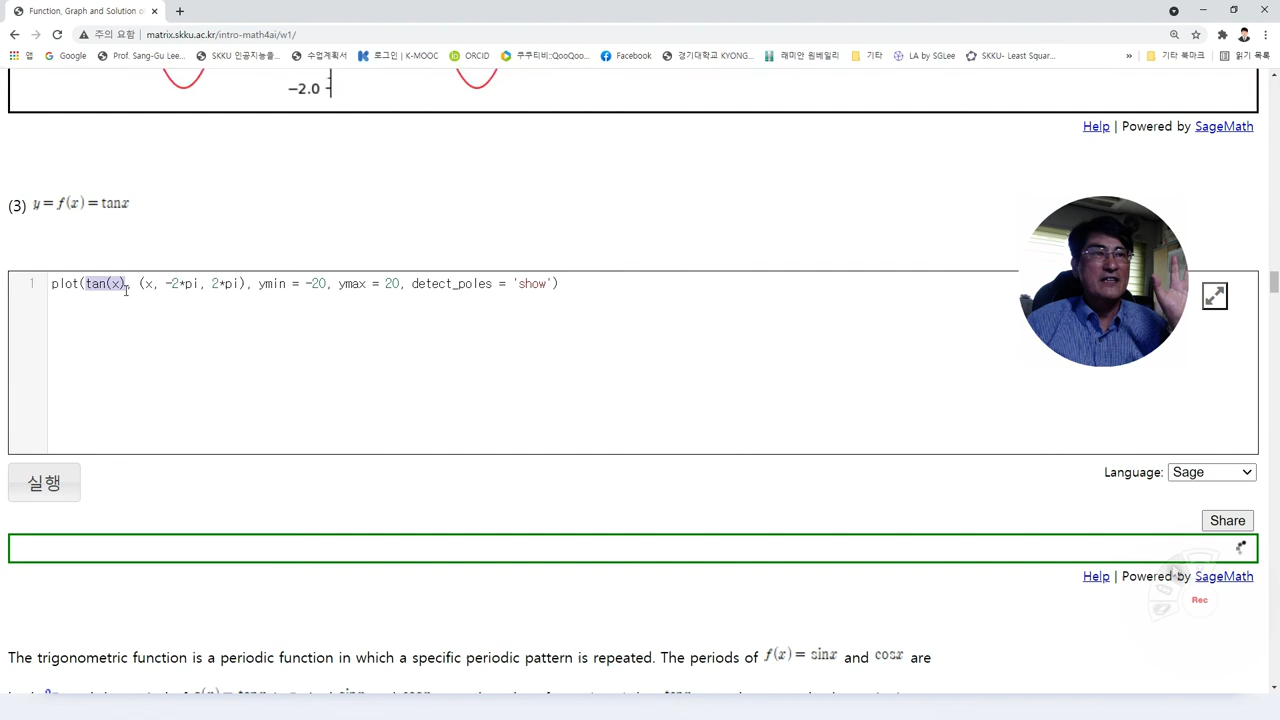 Function, Graph and Solution o
주의 요함 | matrix.skku.ac.kr/intro-math4ai/w1/
앱 Google Prof. Sang-Gu Lee... SKKU 인공지능을... 수업계획서 로그인 | K-MOOC ORCID 쿠쿠티비::QooQoo... Facebook 경기대학교 KYONG... 래미안 원베일리 기타 LA by SGLee SKKU- Least Squar... » 기타 북마크 읽기 목록
−2.0
Help | Powered by SageMath
(3) y = f(x) = tanx
1 plot(tan(x), (x, -2*pi, 2*pi), ymin = -20, ymax = 20, detect_poles = 'show')
실행
Language: Sage
Share
Help | Powered by SageMath
Rec
The trigonometric function is a periodic function in which a specific periodic pattern is repeated. The periods of f(x) = sinx and cosx are